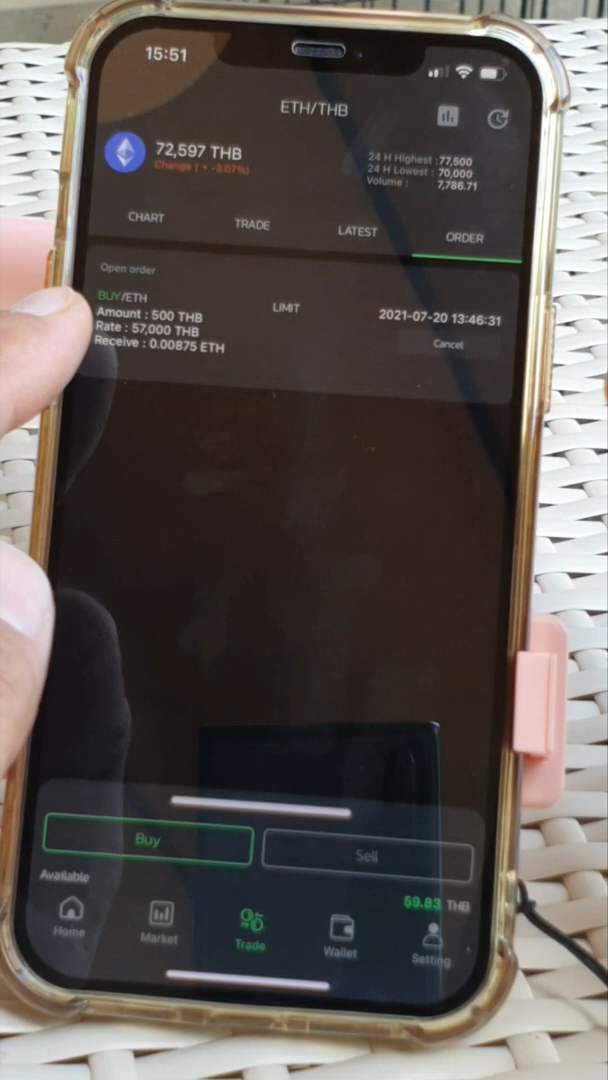 15:51
ETH/THB
72,597 THB
Change ( - -3.07%)
24 H Highest : 77,500
24 H Lowest : 70,000
Volume : 7,786.71
CHART
TRADE
LATEST
ORDER
Open order
BUY/ETH
LIMIT
2021-07-20 13:46:31
Amount : 500 THB
Rate : 57,000 THB
Receive : 0.00875 ETH
Cancel
Buy
Sell
Available
59.83 THB
Home
Market
Trade
Wallet
Setting